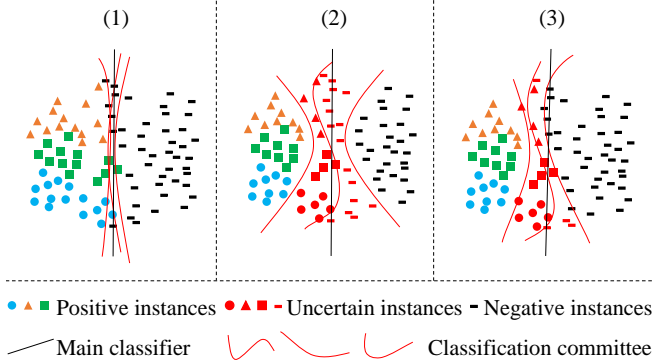 (1) (2) (3)
Positive instances Uncertain instances Negative instances
Main classifier Classification committee